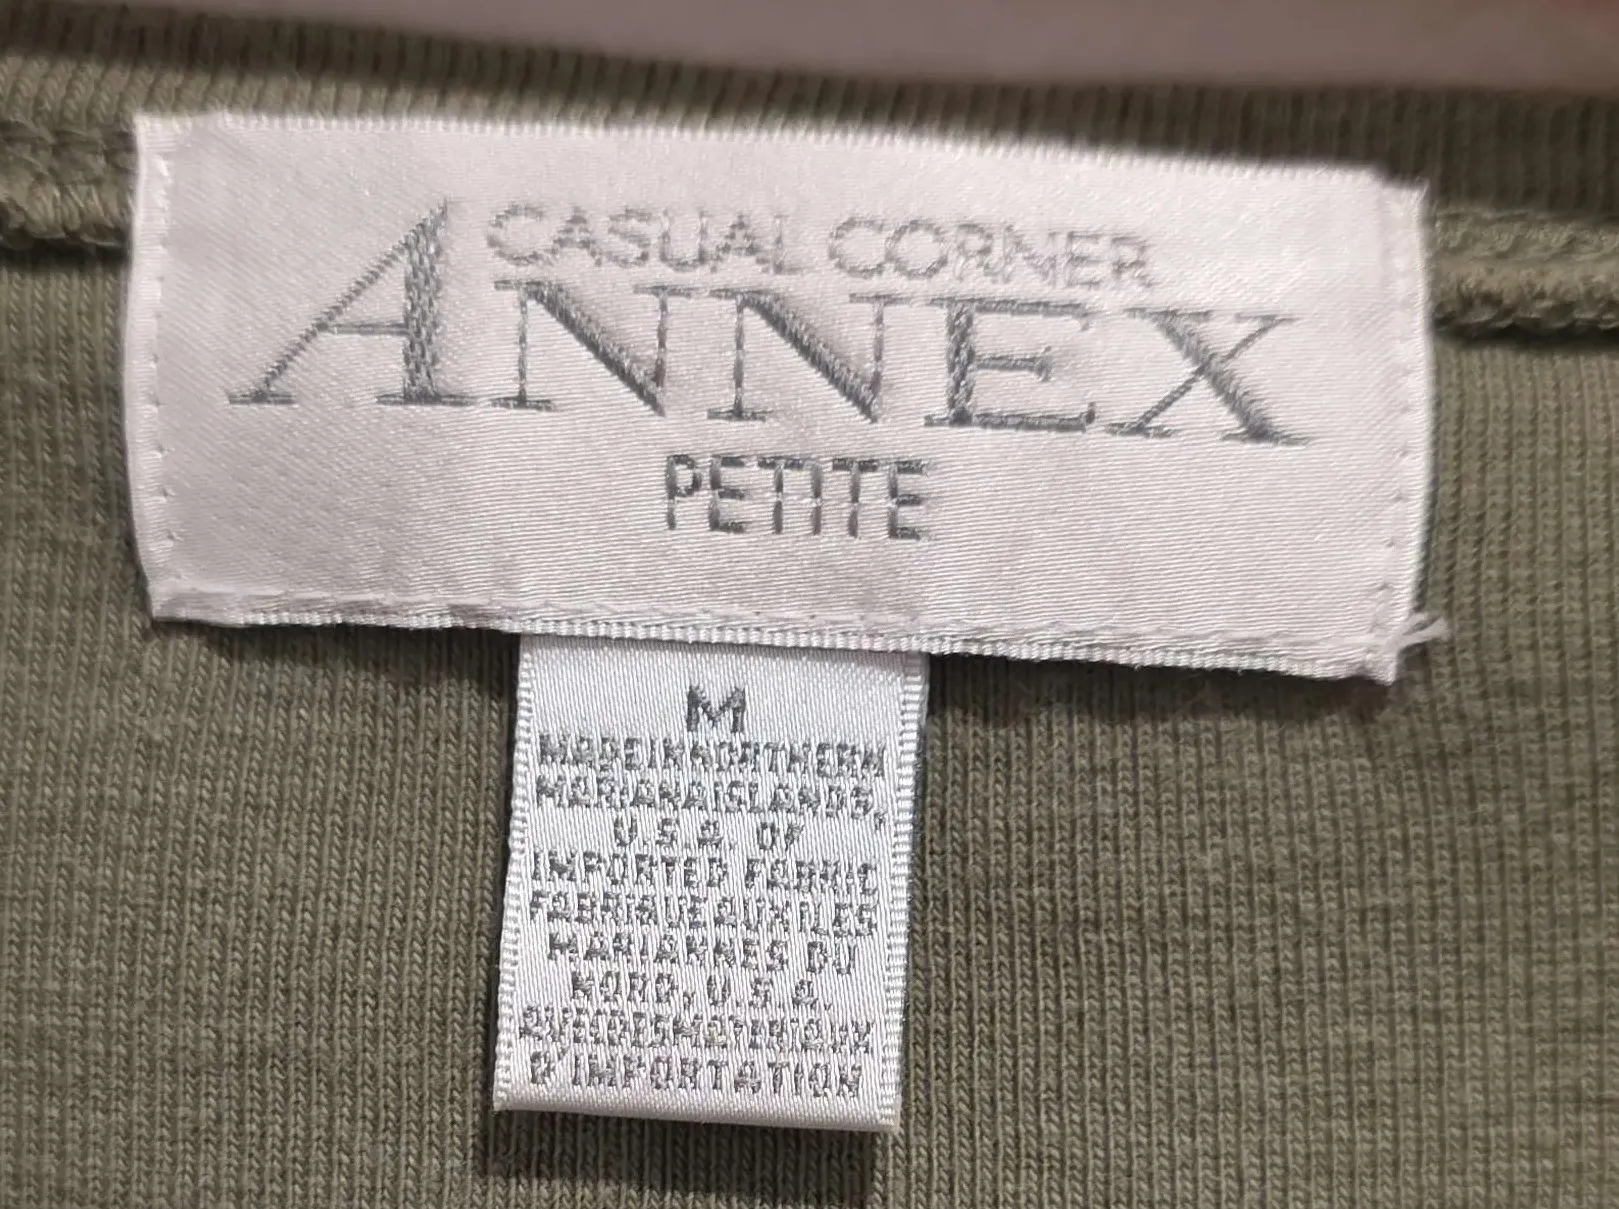 CASUAL CORNER
ANNEX
PETITE
M
MADE IN NORTHERN
MARIANA ISLANDS,
U.S.A. OF
IMPORTED FABRIC
FABRIQUE AUX ILES
MARIANNES DU
NORD, U.S.A.
D'IMPORTATION